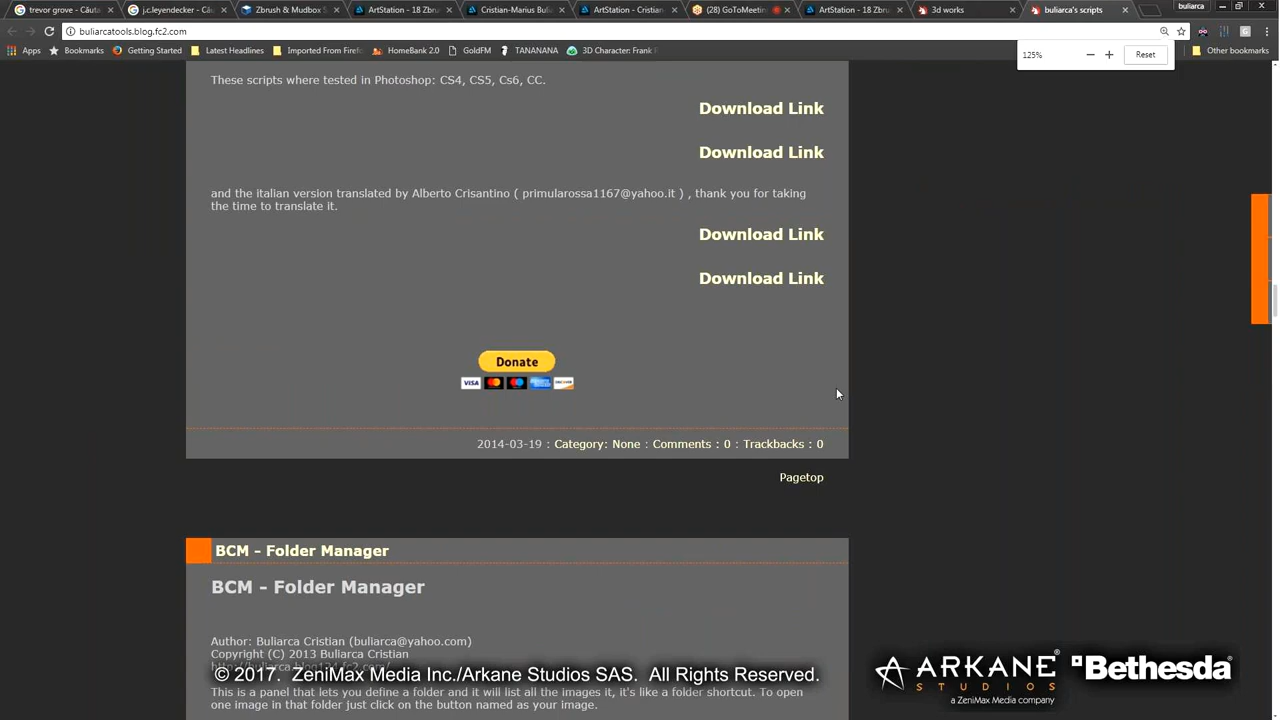 trevor grove - Căuta
j.c.leyendecker - Cău
Zbrush & Mudbox S
ArtStation - 18 Zbru
Cristian-Marius Buli
ArtStation - Cristian
(28) GoToMeetin
ArtStation - 18 Zbru
3d works
buliarca's scripts
buliarca
buliarcatools.blog.fc2.com
Apps
Bookmarks
Latest Headlines
Imported From Firef
HomeBank 2.0
GoldFM
TANANANA
3D Character: Frank
Other bookmarks
125%
Reset
These scripts where tested in Photoshop: CS4, CS5, Cs6, CC.
Download Link
Download Link
and the italian version translated by Alberto Crisantino ( primularossa1167@yahoo.it ) , thank you for taking
the time to translate it.
Download Link
Download Link
Donate
VISA
2014-03-19 : Category: None : Comments : 0 : Trackbacks : 0
Pagetop
BCM - Folder Manager
BCM - Folder Manager
Author: Buliarca Cristian (buliarca@yahoo.com)
Copyright (C) 2013 Buliarca Cristian
© 2017. ZeniMax Media Inc./Arkane Studios SAS. All Rights Reserved.
This is a panel that lets you define a folder and it will list all the images it, it's like a folder shortcut. To open
one image in that folder just click on the button named as your image.
ARKANE®
STUDIOS
a ZeniMax Media company
Bethesda